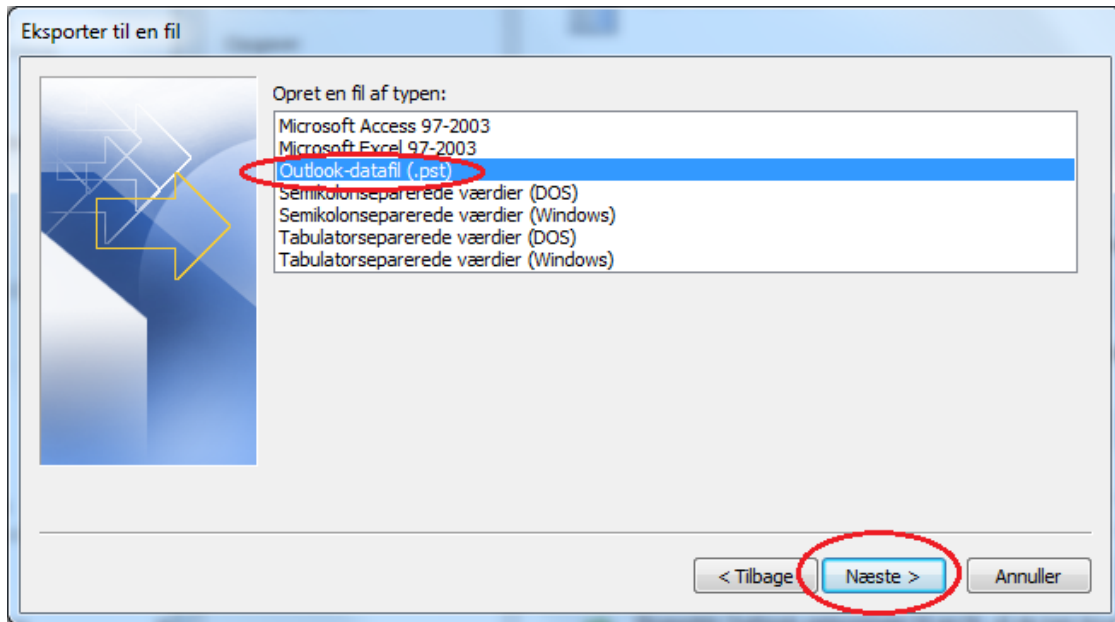 Eksporter til en fil
Opret en fil af typen:
Microsoft Access 97-2003
Microsoft Excel 97-2003
Outlook-datafil (.pst)
Semikolonseparerede værdier (DOS)
Semikolonseparerede værdier (Windows)
Tabulatorseparerede værdier (DOS)
Tabulatorseparerede værdier (Windows)
< Tilbage
Næste >
Annuller